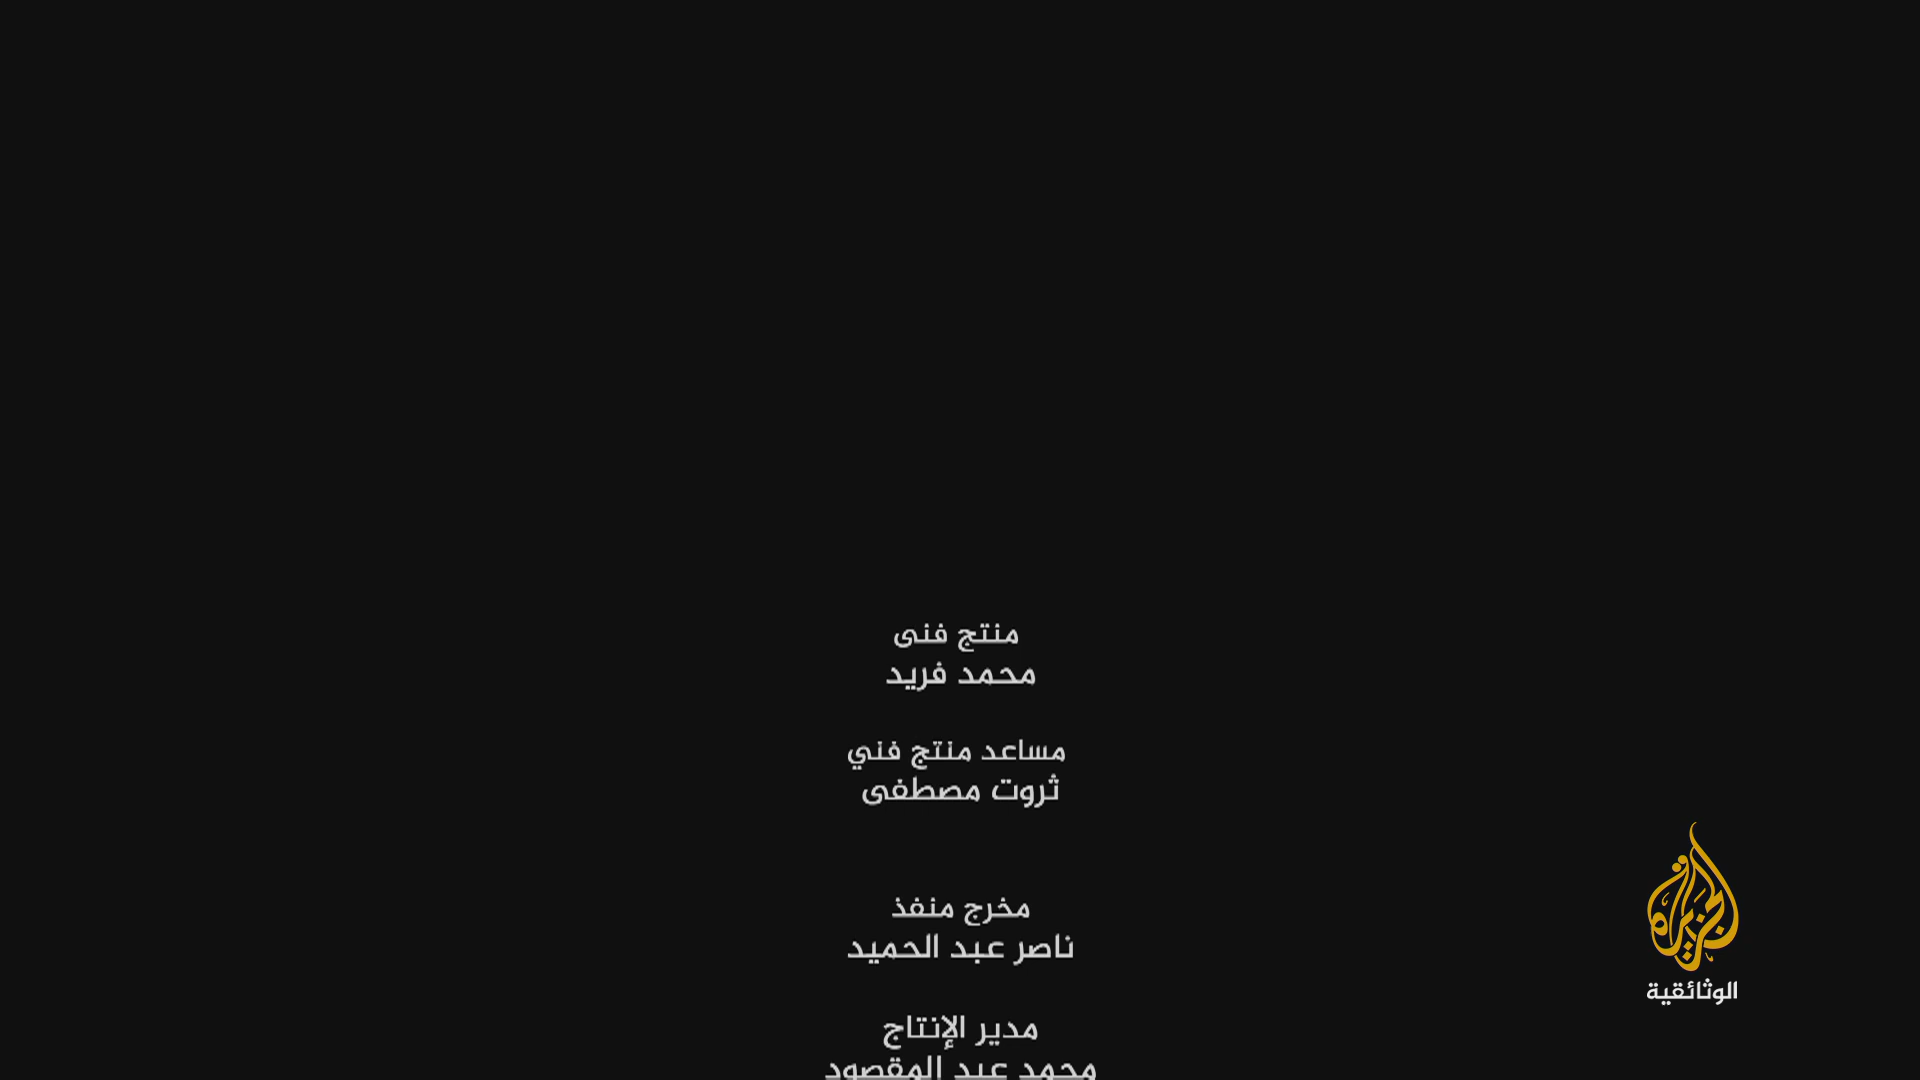 منتج فنى
محمد فريد
مساعد منتج فني
ثروت مصطفى
مخرج منفذ
ناصر عبد الحميد
مدير الإنتاج
محمد عبد المقصود
الجزيرة
الوثائقية